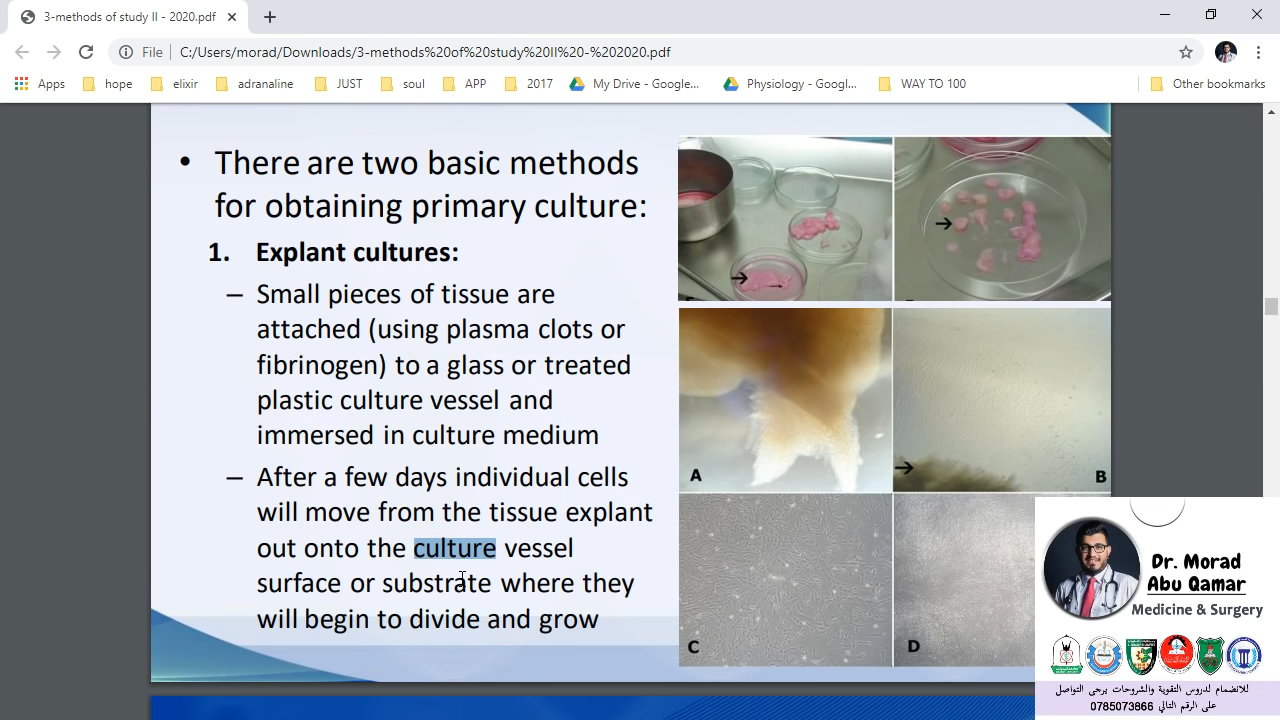 3-methods of study II - 2020.pdf
File
C:/Users/morad/Downloads/3-methods%20of%20study%20II%20-%202020.pdf
Apps
hope
elixir
adranaline
JUST
soul
APP
2017
My Drive - Google...
Physiology - Googl...
WAY TO 100
Other bookmarks
• There are two basic methods
for obtaining primary culture:
1. Explant cultures:
– Small pieces of tissue are
attached (using plasma clots or
fibrinogen) to a glass or treated
plastic culture vessel and
immersed in culture medium
– After a few days individual cells
will move from the tissue explant
out onto the culture vessel
surface or substrate where they
will begin to divide and grow
A
B
C
D
Dr. Morad
Abu Qamar
Medicine & Surgery
للانضمام لدروس التقوية والشروحات يرجى التواصل
على الرقم التالي 0785073866